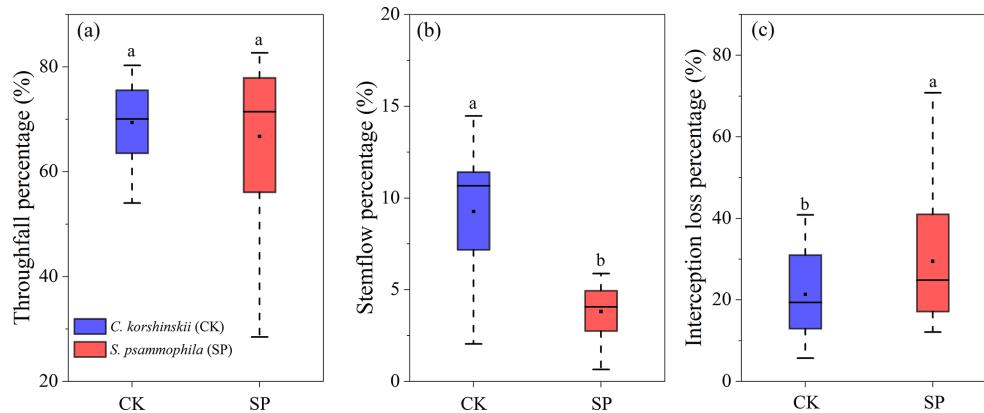 (a)
a
a
Throughfall percentage (%)
80
60
40
20
C. korshinskii (CK)
S. psammophila (SP)
CK
SP
(b)
a
b
Stemflow percentage (%)
20
15
10
5
0
CK
SP
(c)
b
a
Interception loss percentage (%)
80
60
40
20
0
CK
SP